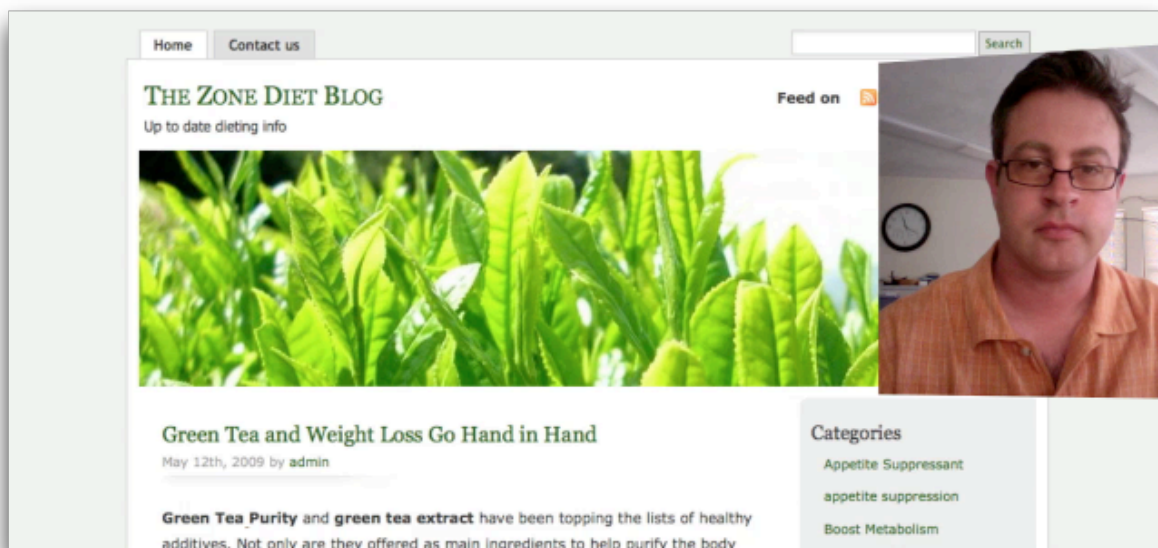 Home Contact us Search
THE ZONE DIET BLOG
Feed on
Up to date dieting info
Green Tea and Weight Loss Go Hand in Hand
May 12th, 2009 by admin
Green Tea Purity and green tea extract have been topping the lists of healthy
additives. Not only are they offered as main ingredients to help purify the body
Categories
Appetite Suppressant
appetite suppression
Boost Metabolism